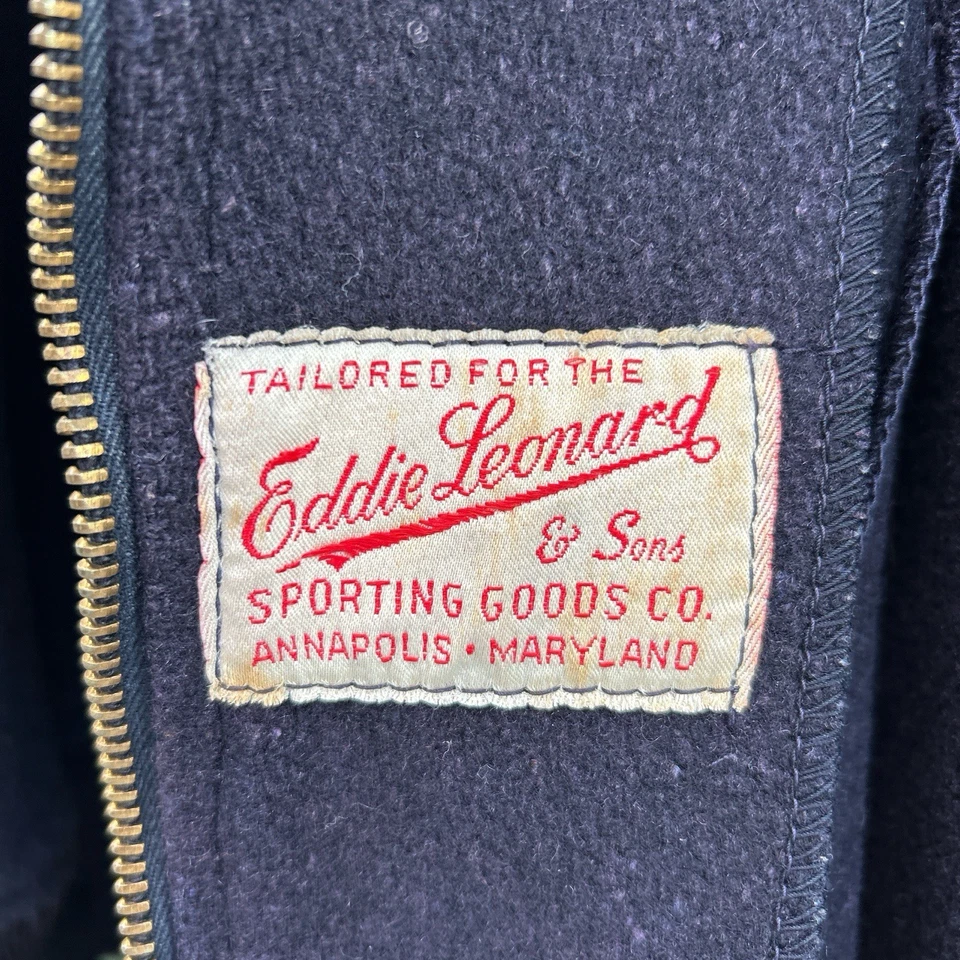 TAILORED FOR THE
Eddie Leonard
& Sons
SPORTING GOODS CO.
ANNAPOLIS • MARYLAND